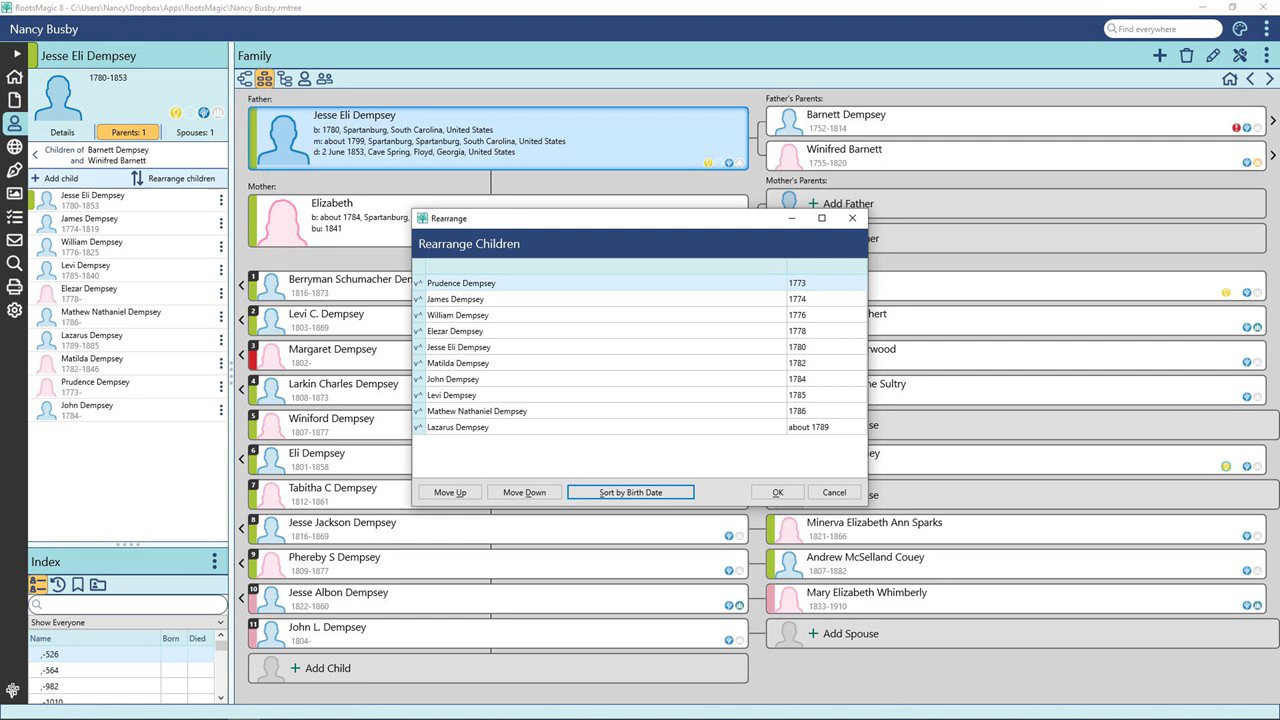 RootsMagic 8 - C:\Users\Nancy\Dropbox\Apps\RootsMagic\Nancy Busby.rmtree
Nancy Busby
Find everywhere
Jesse Eli Dempsey
1780-1853
Details
Parents: 1
Spouses: 1
Children of Barnett Dempsey
and Winifred Barnett
+ Add child
Rearrange children
Jesse Eli Dempsey
1780-1853
James Dempsey
1774-1819
William Dempsey
1776-1825
Levi Dempsey
1785-1840
Elezar Dempsey
1778-
Mathew Nathaniel Dempsey
1786-
Lazarus Dempsey
1789-1885
Matilda Dempsey
1782-1846
Prudence Dempsey
1773-
John Dempsey
1784-
Index
Show Everyone
Name Born Died
,-526
,-564
,-982
,-1010
Family
Father:
Jesse Eli Dempsey
b: 1780, Spartanburg, South Carolina, United States
m: about 1799, Spartanburg, Spartanburg, South Carolina, United States
d: 2 June 1853, Cave Spring, Floyd, Georgia, United States
Father's Parents:
Barnett Dempsey
1752-1814
Winifred Barnett
1755-1820
Mother:
Elizabeth
b: about 1784, Spartanburg,
bu: 1841
Mother's Parents:
+ Add Father
her
1
Berryman Schumacher Der
1816-1873
2
Levi C. Dempsey
1803-1869
hert
3
Margaret Dempsey
1802-
rwood
4
Larkin Charles Dempsey
1808-1873
ne Sultry
5
Winiford Dempsey
1807-1877
use
6
Eli Dempsey
1801-1858
ey
7
Tabitha C Dempsey
1812-1861
se
8
Jesse Jackson Dempsey
1816-1869
Minerva Elizabeth Ann Sparks
1821-1866
9
Phereby S Dempsey
1809-1877
Andrew McSelland Couey
1807-1882
10
Jesse Albon Dempsey
1822-1860
Mary Elizabeth Whimberly
1833-1910
11
John L. Dempsey
1804-
+ Add Spouse
+ Add Child
Rearrange
Rearrange Children
v^ Prudence Dempsey 1773
v^ James Dempsey 1774
v^ William Dempsey 1776
v^ Elezar Dempsey 1778
v^ Jesse Eli Dempsey 1780
v^ Matilda Dempsey 1782
v^ John Dempsey 1784
v^ Levi Dempsey 1785
v^ Mathew Nathaniel Dempsey 1786
v^ Lazarus Dempsey about 1789
Move Up
Move Down
Sort by Birth Date
OK
Cancel